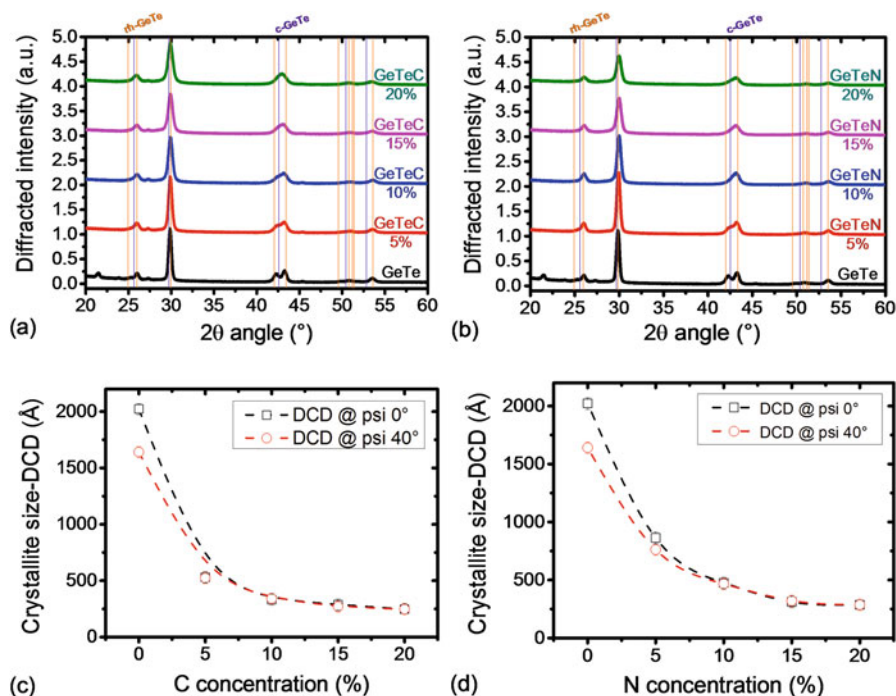 rh-GeTe
c-GeTe
Diffracted intensity (a.u.)
5.0
4.5
4.0
3.5
3.0
2.5
2.0
1.5
1.0
0.5
0.0
GeTeC
20%
GeTeC
15%
GeTeC
10%
GeTeC
5%
GeTe
20 25 30 35 40 45 50 55 60
2θ angle (°)
(a)
rh-GeTe
c-GeTe
Diffracted intensity (a.u.)
5.0
4.5
4.0
3.5
3.0
2.5
2.0
1.5
1.0
0.5
0.0
GeTeN
20%
GeTeN
15%
GeTeN
10%
GeTeN
5%
GeTe
20 25 30 35 40 45 50 55 60
2θ angle (°)
(b)
Crystallite size-DCD (Å)
2000
1500
1000
500
0
DCD @ psi 0°
DCD @ psi 40°
0 5 10 15 20
C concentration (%)
(c)
Crystallite size-DCD (Å)
2000
1750
1500
1250
1000
750
500
250
0
DCD @ psi 0°
DCD @ psi 40°
0 5 10 15 20
N concentration (%)
(d)